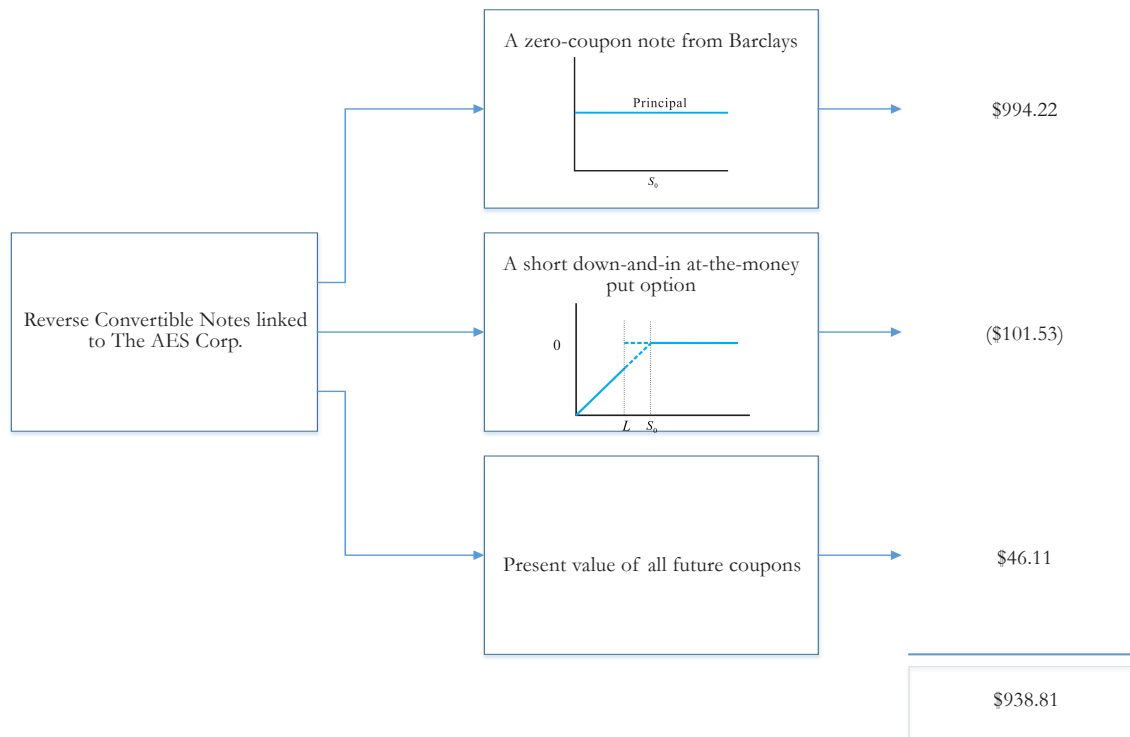 A zero-coupon note from Barclays
Principal
S0
$994.22
Reverse Convertible Notes linked
to The AES Corp.
A short down-and-in at-the-money
put option
0
L S0
($101.53)
Present value of all future coupons
$46.11
$938.81